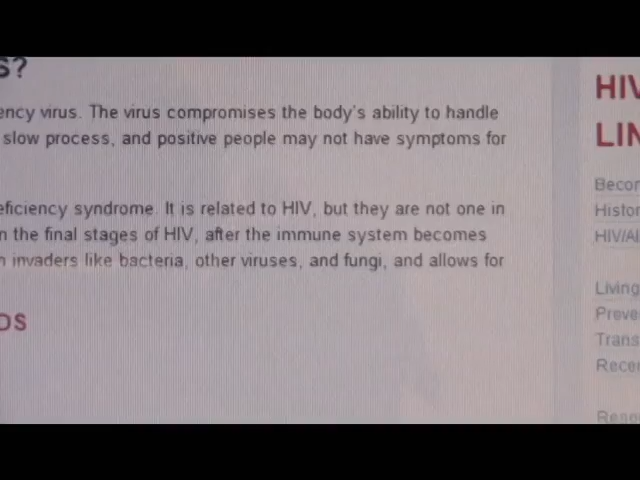 S?
ency virus. The virus compromises the body's ability to handle
slow process, and positive people may not have symptoms for
eficiency syndrome. It is related to HIV, but they are not one in
n the final stages of HIV, after the immune system becomes
n invaders like bacteria, other viruses, and fungi, and allows for
DS
HIV
LIN
Becor
Histor
HIV/AI
Living
Preve
Trans
Recer